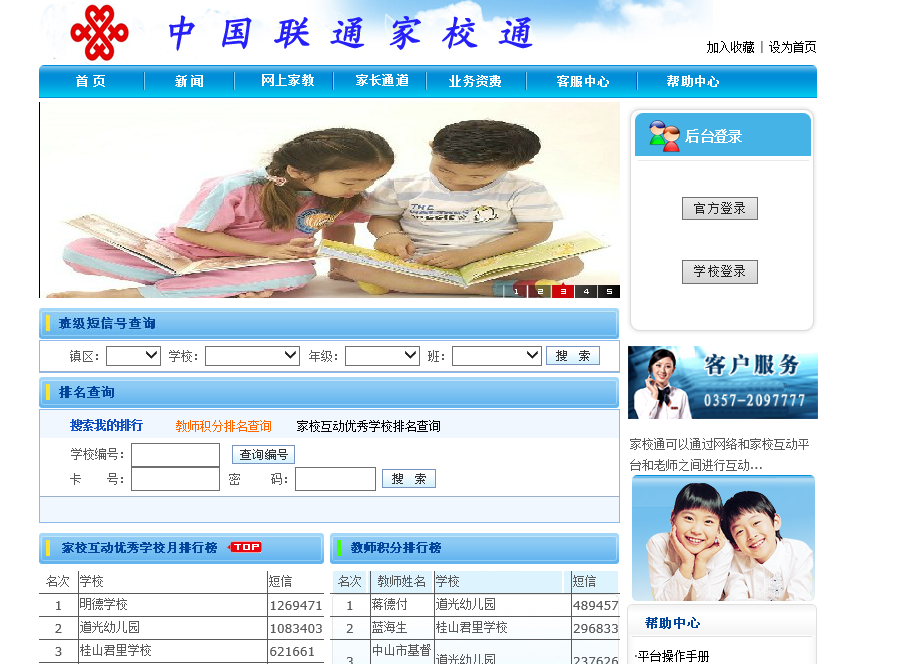 中国联通家校通
加入收藏 | 设为首页
首 页 新 闻 网上家教 家长通道 业务资费 客服中心 帮助中心
后台登录
官方登录
学校登录
1 2 3 4 5
班级短信号查询
镇区: 学校: 年级: 班: 搜 索
排名查询
搜索我的排行 教师积分排名查询 家校互动优秀学校排名查询
学校编号: 查询编号
卡 号: 密 码: 搜 索
客户服务
0357-2097777
家校通可以通过网络和家校互动平
台和老师之间进行互动...
家校互动优秀学校月排行榜 TOP
名次 学校 短信
1 明德学校 1269471
2 道光幼儿园 1083403
3 桂山君里学校 621661
教师积分排行榜
名次 教师姓名 学校 短信
1 蒋德付 道光幼儿园 489457
2 蓝海生 桂山君里学校 296833
3 中山市基督 道光幼儿园 237626
帮助中心
·平台操作手册